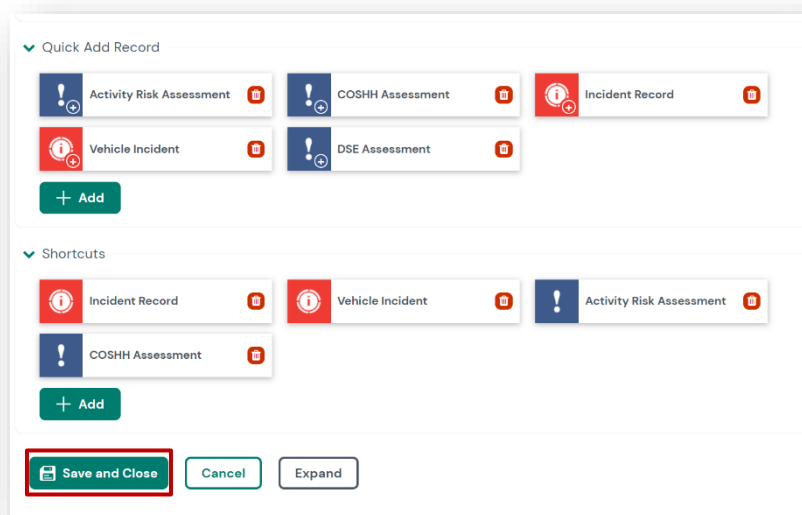 Quick Add Record
Activity Risk Assessment
COSHH Assessment
Incident Record
Vehicle Incident
DSE Assessment
+ Add
Shortcuts
Incident Record
Vehicle Incident
Activity Risk Assessment
COSHH Assessment
+ Add
Save and Close
Cancel
Expand